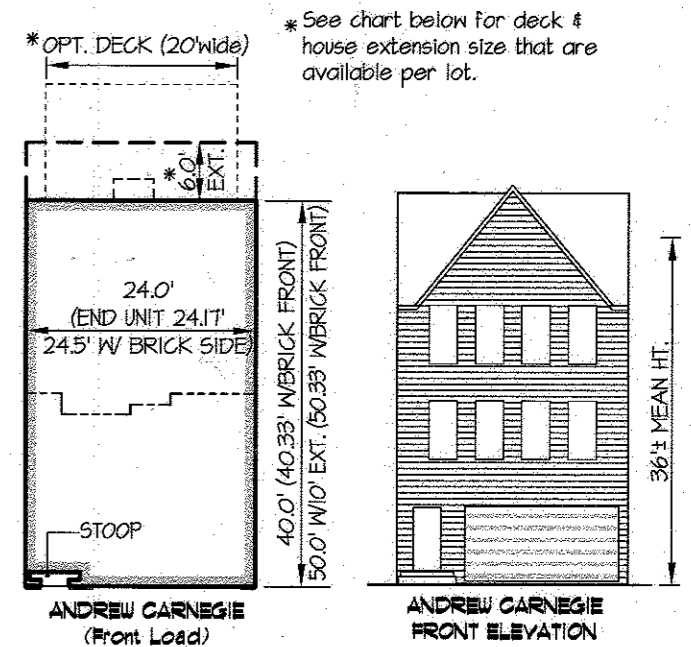 * See chart below for deck &
house extension size that are
available per lot.
* OPT. DECK (20'wide)
* 6.0'
EXT.
24.0'
(END UNIT 24.17'
24.5' W/ BRICK SIDE)
40.0' (40.33' W/BRICK FRONT)
50.0' W/10' EXT. (50.33' W/BRICK FRONT)
STOOP
ANDREW CARNEGIE
(Front Load)
36'± MEAN HT.
ANDREW CARNEGIE
FRONT ELEVATION